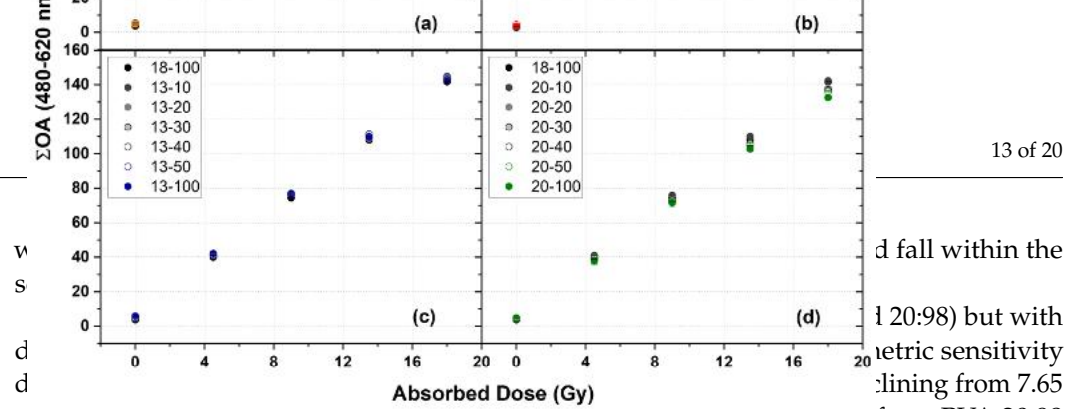 20
0
(a)
(b)
160
140
120
100
80
60
40
20
0
ΣOA (480-620 nm
18-100
13-10
13-20
13-30
13-40
13-50
13-100
(c)
18-100
20-10
20-20
20-30
20-40
20-50
20-100
(d)
0 4 8 12 16 20 0 4 8 12 16 20
Absorbed Dose (Gy)
13 of 20
d fall within the
d 20:98) but with
netric sensitivity
clining from 7.65